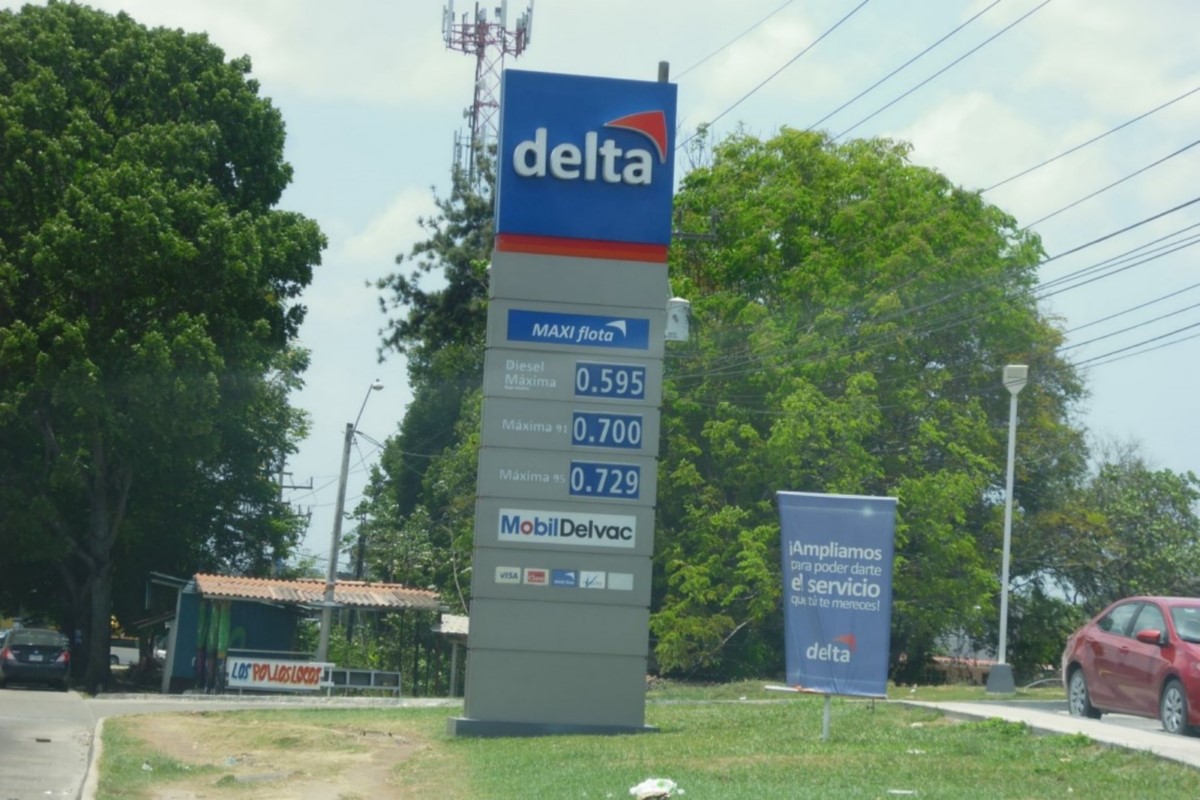 delta
MAXI flota
Diesel
Máxima
0.595
Máxima 91
0.700
Máxima 95
0.729
MobilDelvac
VISA
¡Ampliamos
para poder darte
el servicio
que tú te mereces!
delta
LOS POLLOS LOCOS